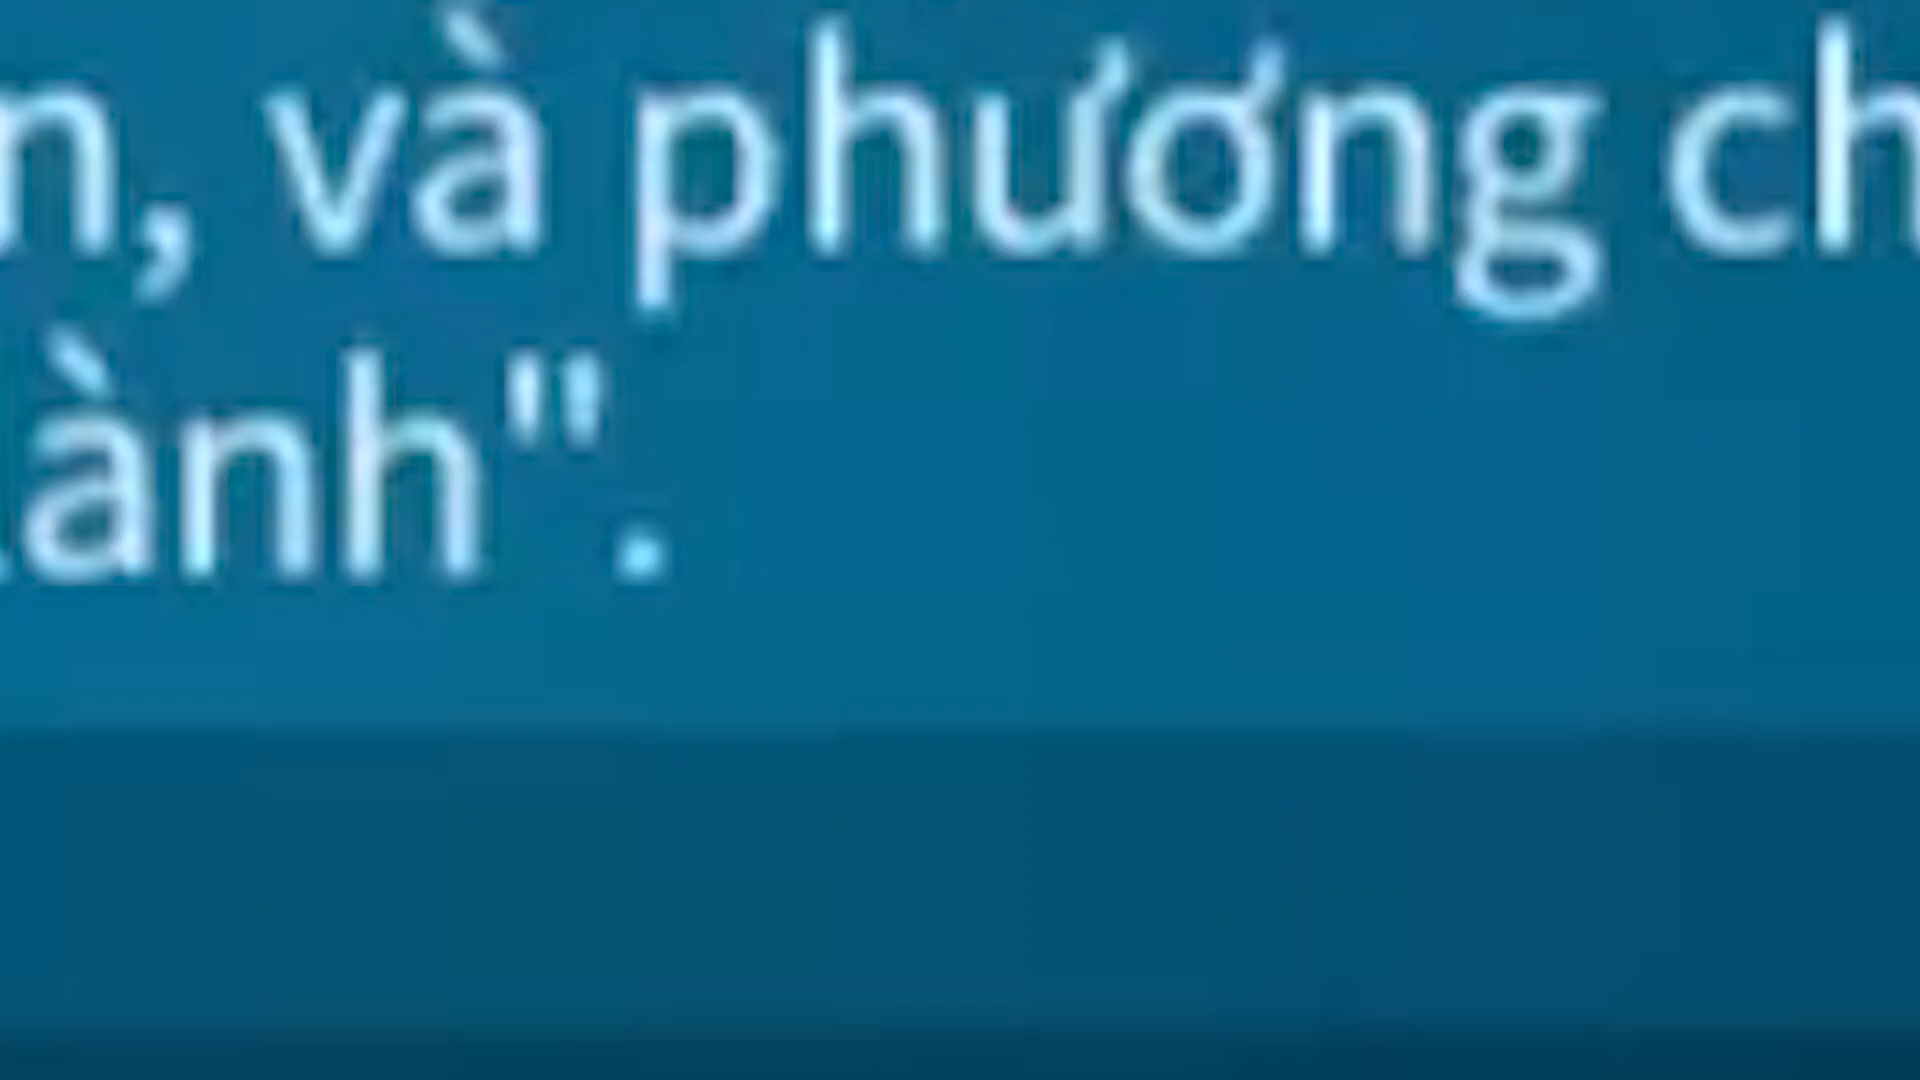 n, và phương ch
ành".